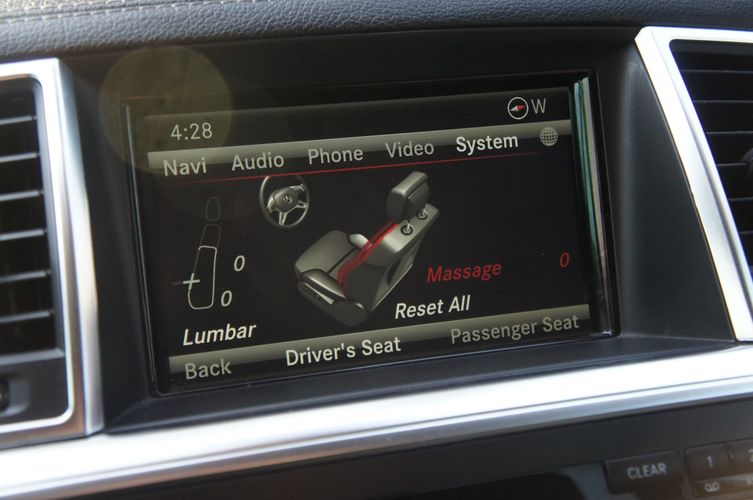 W
4:28
Navi Audio Phone Video System
0
0
Massage 0
Lumbar
Reset All
Back Driver's Seat Passenger Seat
CLEAR 1 2